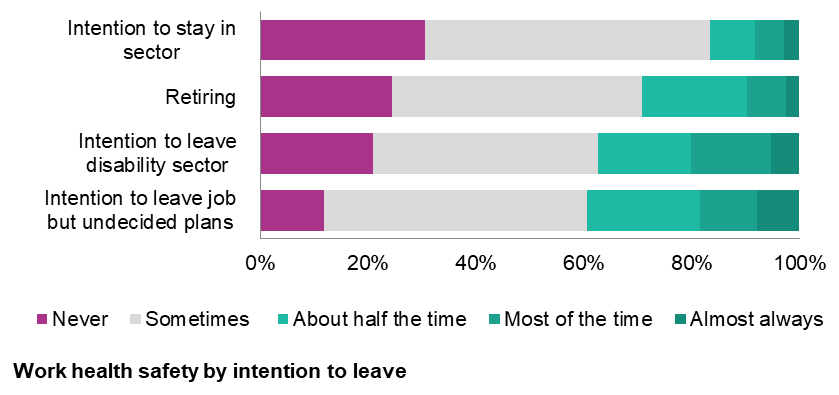 Intention to stay in
sector
Retiring
Intention to leave
disability sector
Intention to leave job
but undecided plans
0% 20% 40% 60% 80% 100%
Never Sometimes About half the time Most of the time Almost always
Work health safety by intention to leave